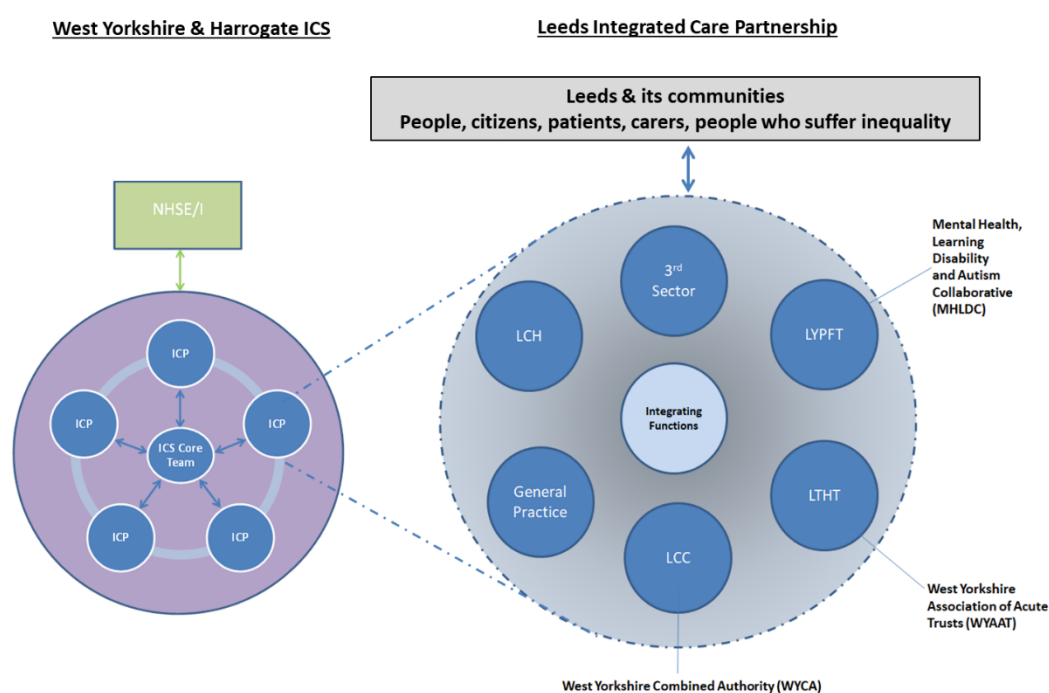 West Yorkshire & Harrogate ICS
Leeds Integrated Care Partnership
Leeds & its communities
People, citizens, patients, carers, people who suffer inequality
NHSE/I
ICP
ICP
ICP
ICS Core
Team
ICP
ICP
3rd
Sector
LCH
LYPFT
Integrating
Functions
General
Practice
LTHT
LCC
Mental Health,
Learning
Disability
and Autism
Collaborative
(MHLDC)
West Yorkshire
Association of Acute
Trusts (WYAAT)
West Yorkshire Combined Authority (WYCA)